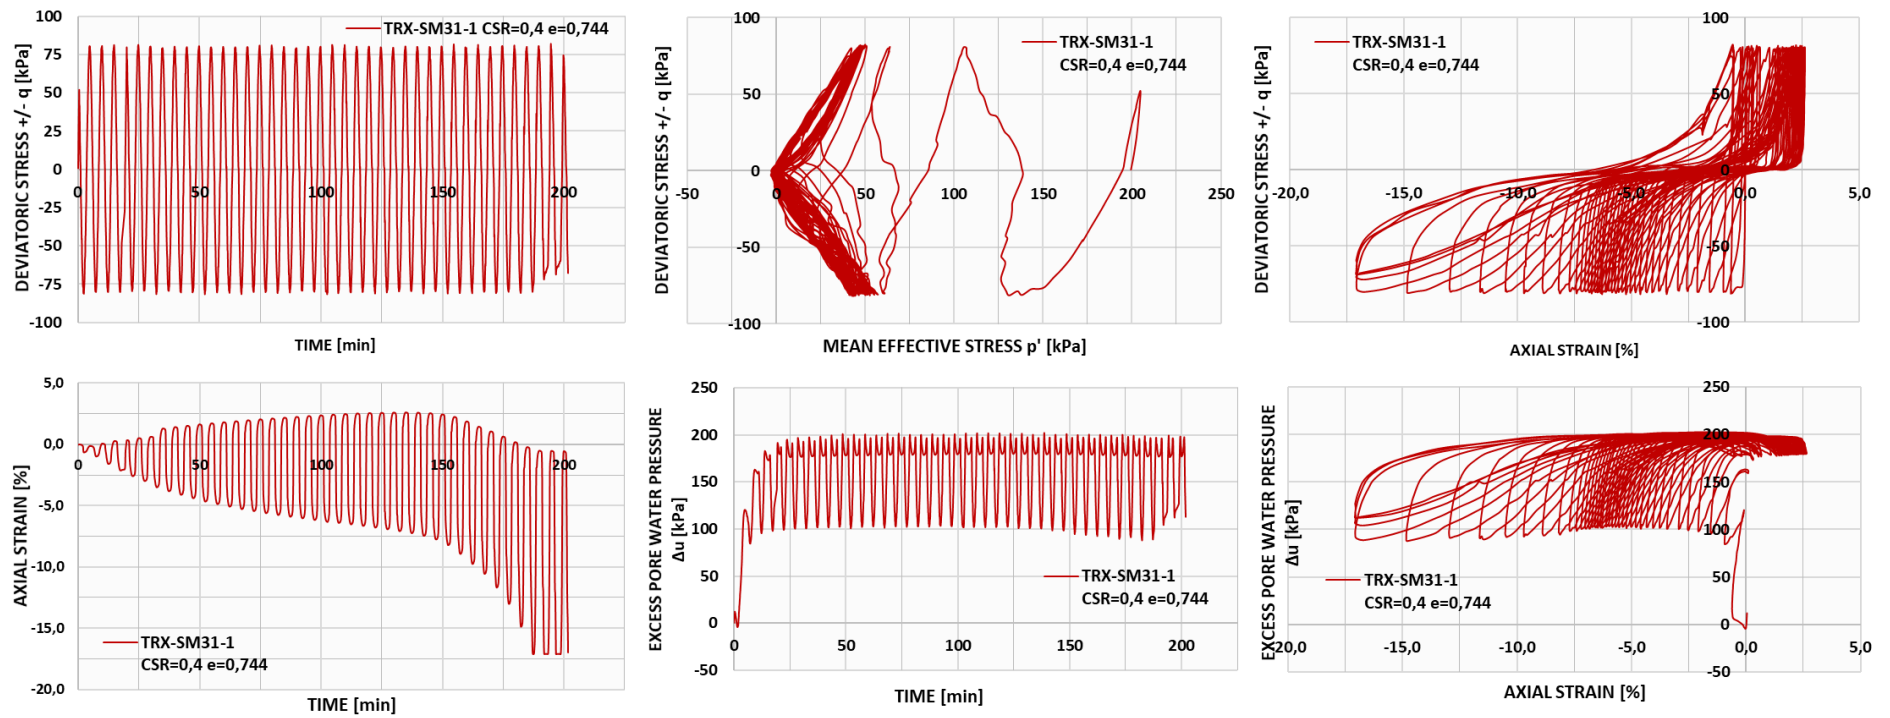 DEVIATORIC STRESS +/- q [kPa]
100
75
50
25
0
-25
-50
-75
-100
0
50
100
150
200
TRX-SM31-1 CSR=0,4 e=0,744
TIME [min]
DEVIATORIC STRESS +/- q [kPa]
100
50
0
-50
-100
-50
0
50
100
150
200
250
TRX-SM31-1
CSR=0,4 e=0,744
MEAN EFFECTIVE STRESS p' [kPa]
DEVIATORIC STRESS +/- q [kPa]
100
50
0
-50
-100
-20,0
-15,0
-10,0
-5,0
0,0
5,0
TRX-SM31-1
CSR=0,4 e=0,744
AXIAL STRAIN [%]
AXIAL STRAIN [%]
5,0
0,0
-5,0
-10,0
-15,0
-20,0
0
50
100
150
200
TRX-SM31-1
CSR=0,4 e=0,744
TIME [min]
EXCESS PORE WATER PRESSURE
Δu [kPa]
250
200
150
100
50
0
-50
0
50
100
150
200
TRX-SM31-1
CSR=0,4 e=0,744
TIME [min]
EXCESS PORE WATER PRESSURE
Δu [kPa]
250
200
150
100
50
0
-50
-20,0
-15,0
-10,0
-5,0
0,0
5,0
TRX-SM31-1
CSR=0,4 e=0,744
AXIAL STRAIN [%]